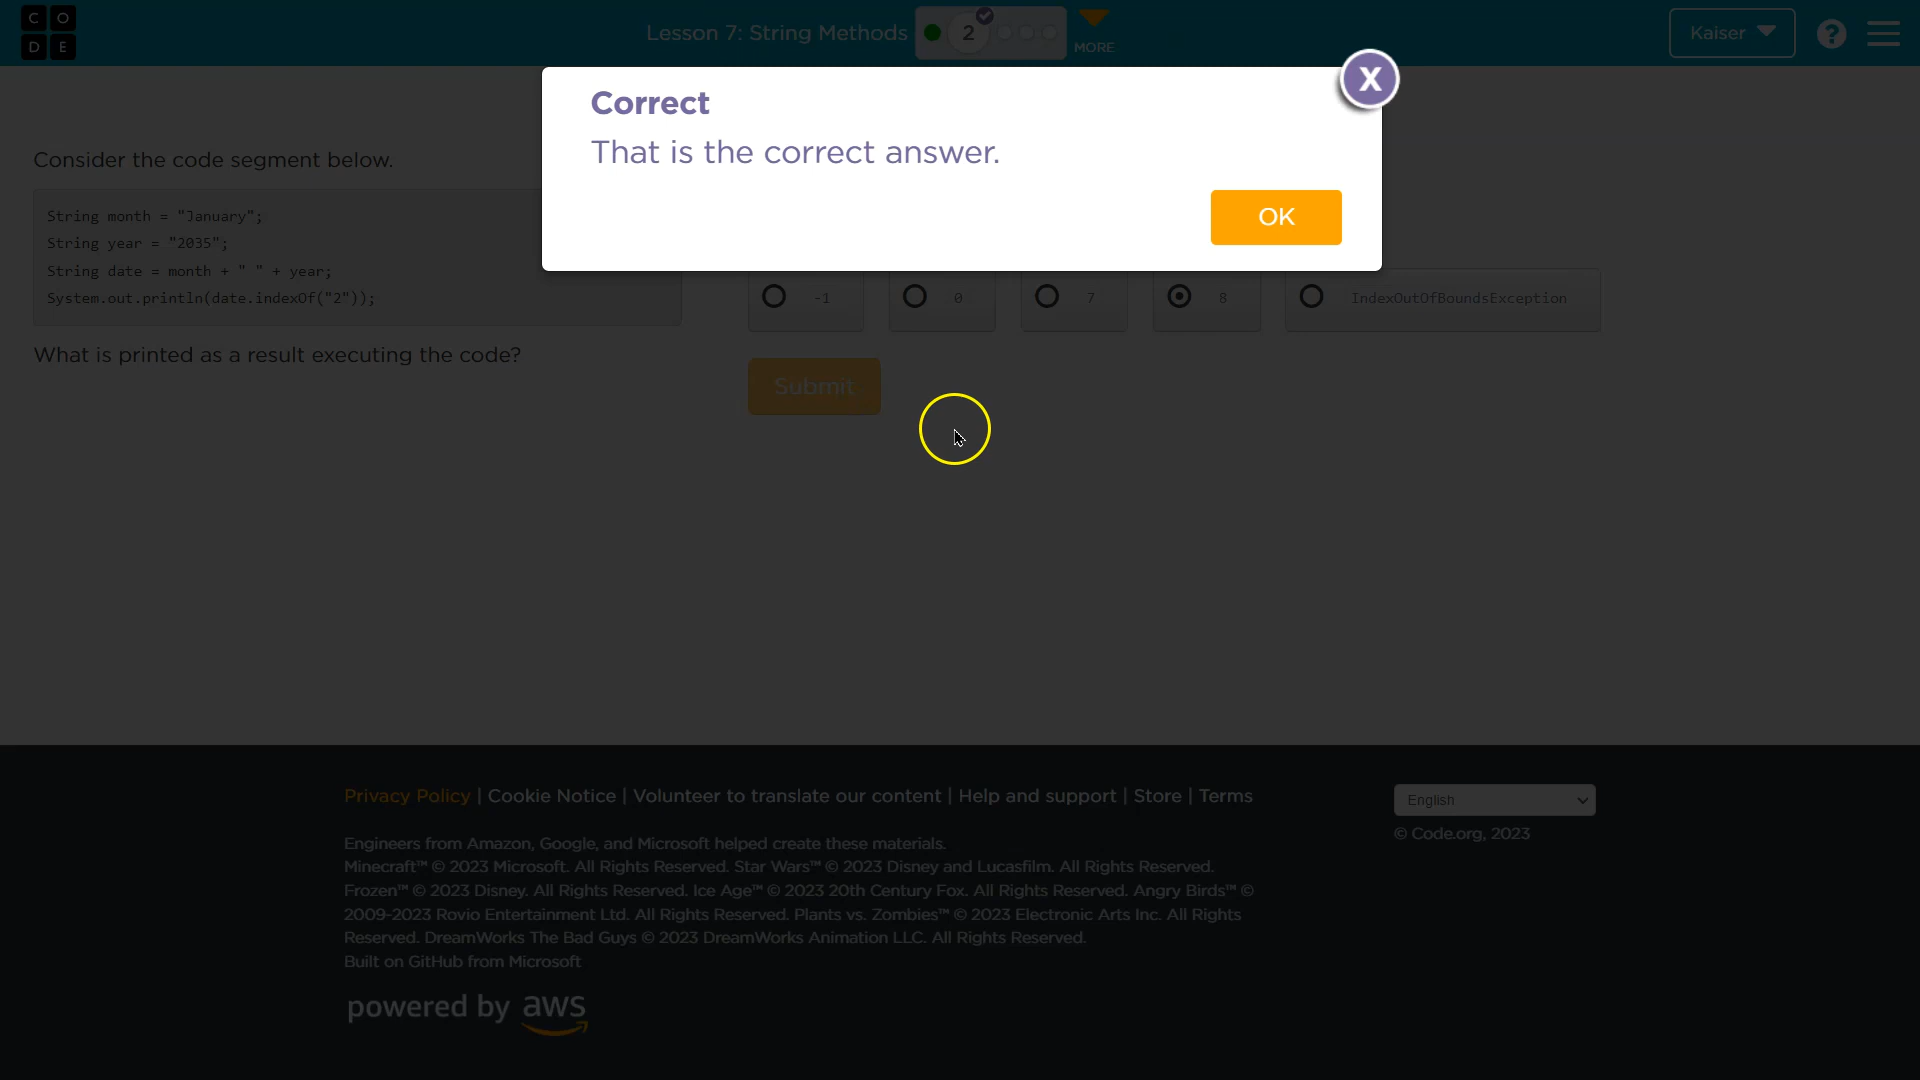 C O
D E
Lesson 7: String Methods
2
MORE
Kaiser
?
X
Correct
That is the correct answer.
OK
Consider the code segment below.
String month = "January";
String year = "2035";
String date = month + " " + year;
System.out.println(date.indexOf("2"));
What is printed as a result executing the code?
-1
0
7
8
IndexOutOfBoundsException
Submit
Privacy Policy | Cookie Notice | Volunteer to translate our content | Help and support | Store | Terms
English
© Code.org, 2023
Engineers from Amazon, Google, and Microsoft helped create these materials.
Minecraft™ © 2023 Microsoft. All Rights Reserved. Star Wars™ © 2023 Disney and Lucasfilm. All Rights Reserved.
Frozen™ © 2023 Disney. All Rights Reserved. Ice Age™ © 2023 20th Century Fox. All Rights Reserved. Angry Birds™ ©
2009-2023 Rovio Entertainment Ltd. All Rights Reserved. Plants vs. Zombies™ © 2023 Electronic Arts Inc. All Rights
Reserved. DreamWorks The Bad Guys © 2023 DreamWorks Animation LLC. All Rights Reserved.
Built on GitHub from Microsoft
powered by aws